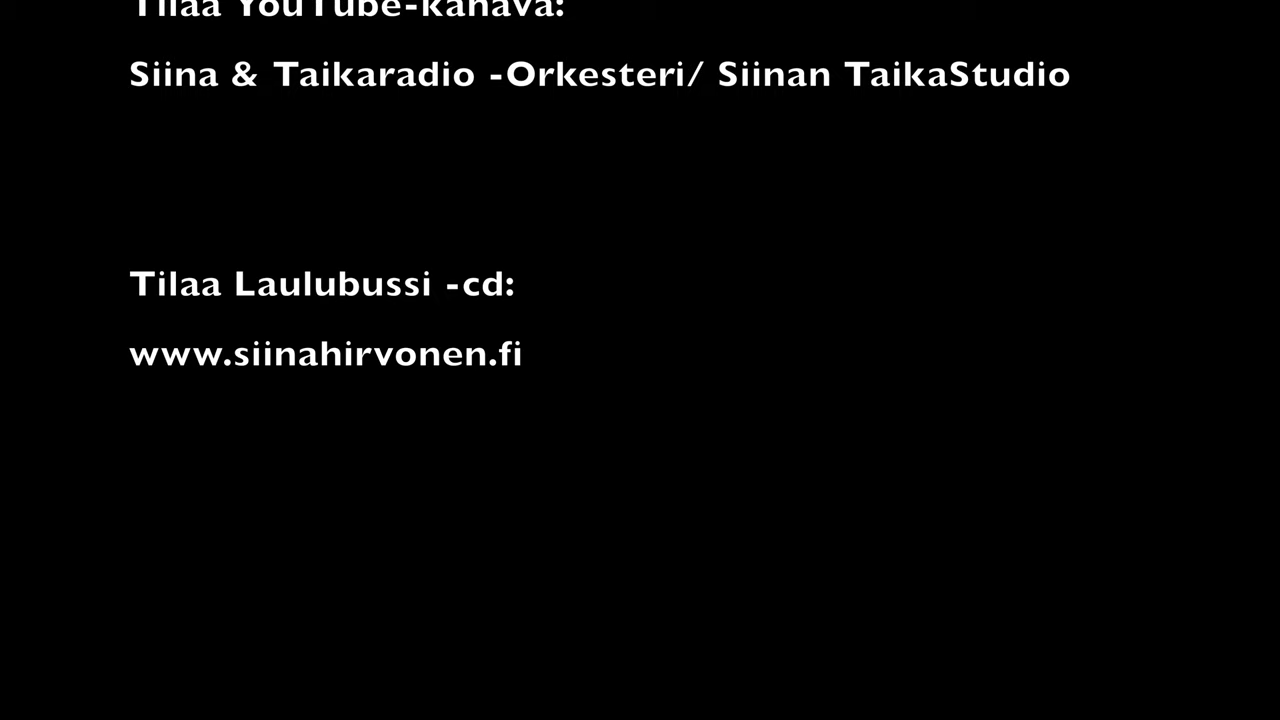 Tilaa YouTube-kanava:
Siina & Taikaradio -Orkesteri/ Siinan TaikaStudio
Tilaa Laulubussi -cd:
www.siinahirvonen.fi